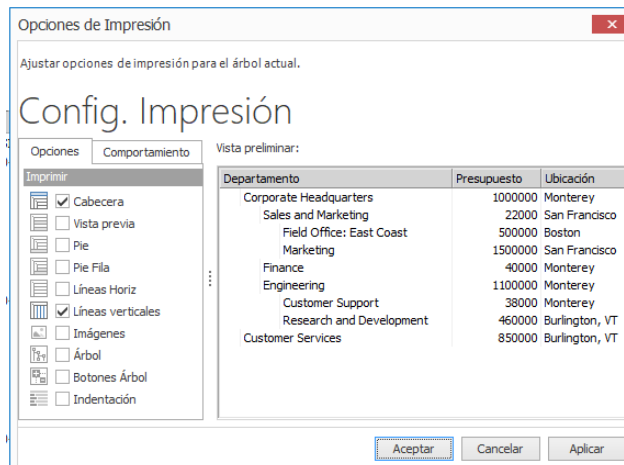 Opciones de Impresión
Ajustar opciones de impresión para el árbol actual.
Config. Impresión
Opciones Comportamiento
Imprimir
Cabecera
Vista previa
Pie
Pie Fila
Líneas Horiz
Líneas verticales
Imágenes
Árbol
Botones Árbol
Indentación
Vista preliminar:
Departamento Presupuesto Ubicación
Corporate Headquarters 1000000 Monterey
Sales and Marketing 22000 San Francisco
Field Office: East Coast 500000 Boston
Marketing 1500000 San Francisco
Finance 40000 Monterey
Engineering 1100000 Monterey
Customer Support 38000 Monterey
Research and Development 460000 Burlington, VT
Customer Services 850000 Burlington, VT
Aceptar Cancelar Aplicar